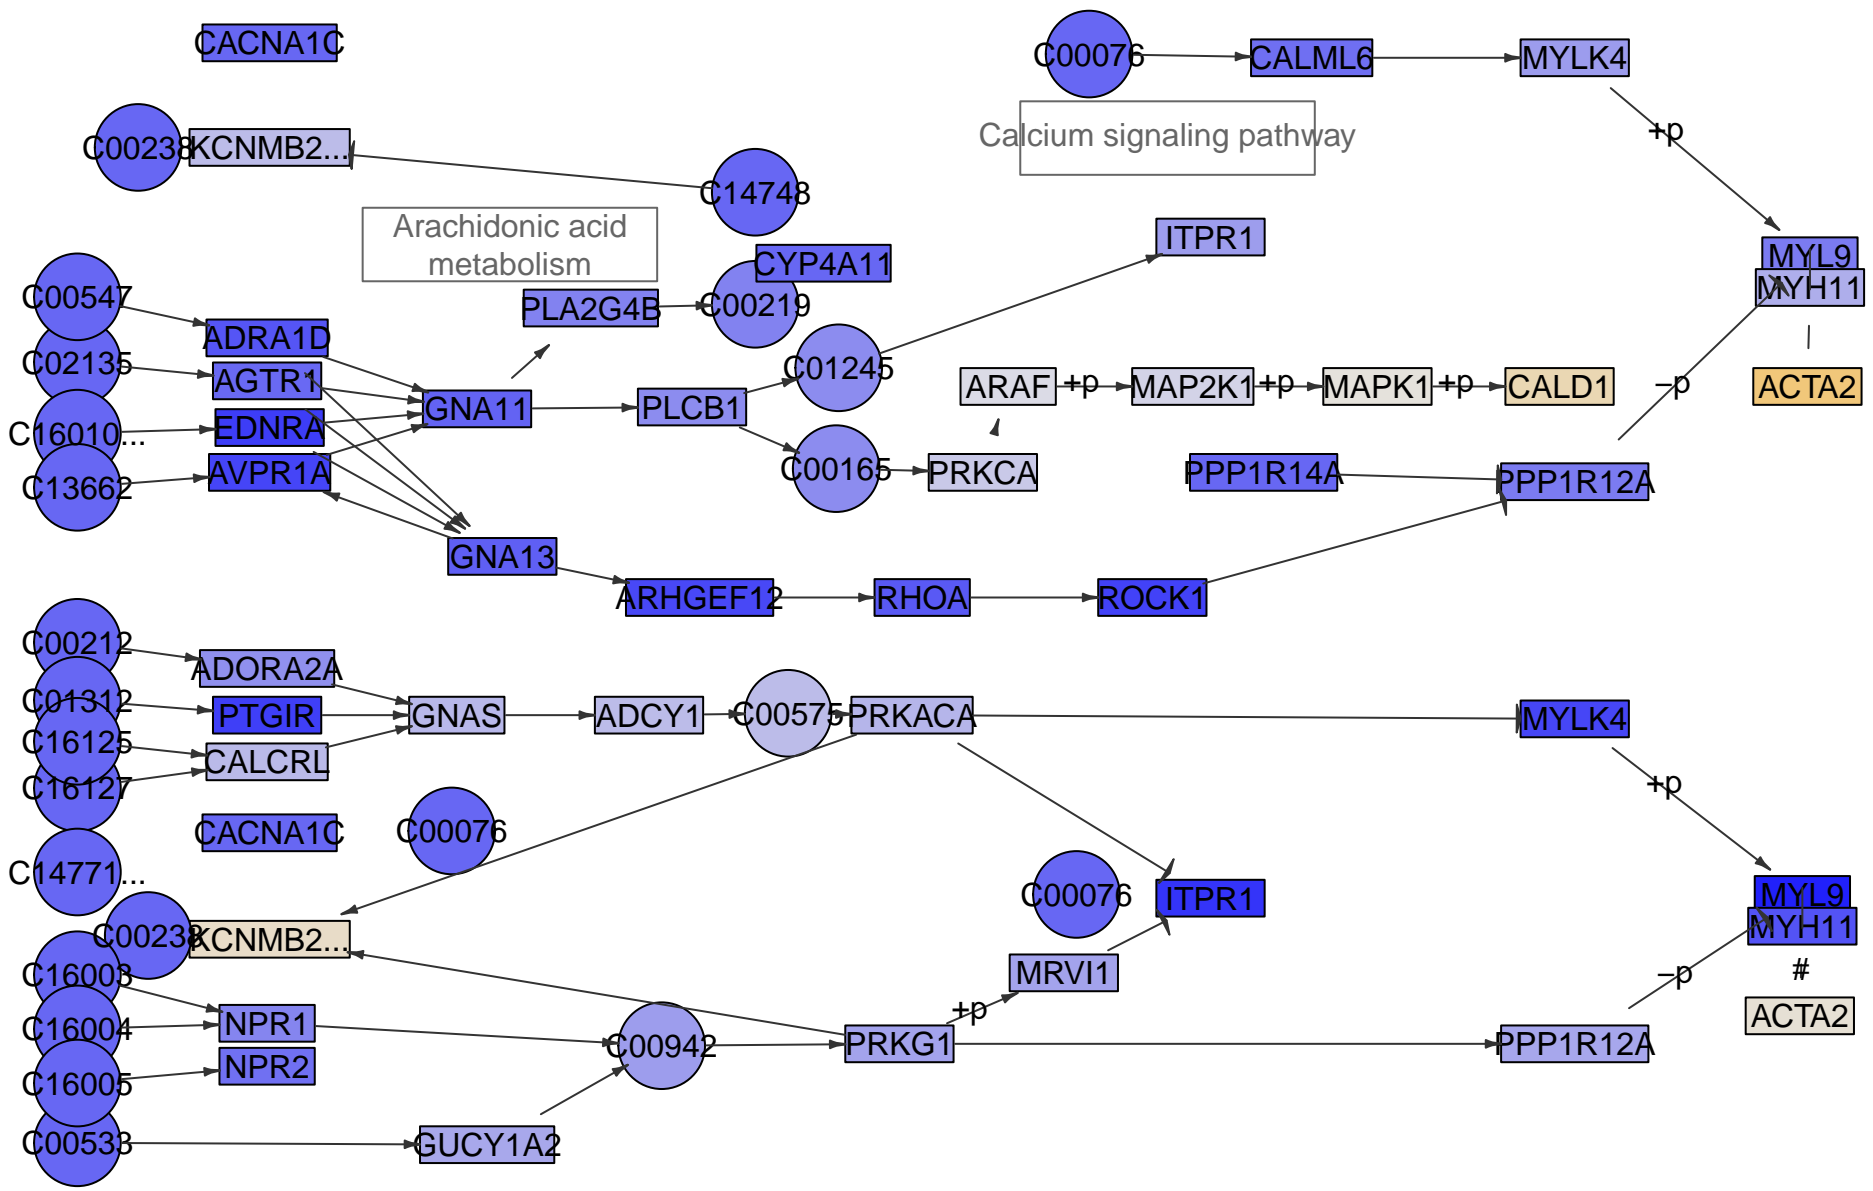 CACNA1C
C00076
CALML6
MYLK4
+p
Calcium signaling pathway
C00238
KCNMB2...
C14748
Arachidonic acid
metabolism
ITPR1
MYL9
MYH11
CYP4A11
C00219
PLA2G4B
C00547
ADRA1D
C02135
AGTR1
C16010...
EDNRA
C13662
AVPR1A
GNA11
PLCB1
C01245
C00165
ARAF
+p
MAP2K1
+p
MAPK1
+p
CALD1
–p
ACTA2
PRKCA
PPP1R14A
PPP1R12A
GNA13
ARHGEF12
RHOA
ROCK1
C00212
ADORA2A
C01312
PTGIR
C16125
CALCRL
C16127
GNAS
ADCY1
C00575
PRKACA
MYLK4
+p
CACNA1C
C00076
C14771...
C00076
ITPR1
MYL9
MYH11
C00238
KCNMB2...
C16003
MRVI1
–p
#
+p
C16004
NPR1
C00942
PRKG1
PPP1R12A
ACTA2
C16005
NPR2
C00533
GUCY1A2